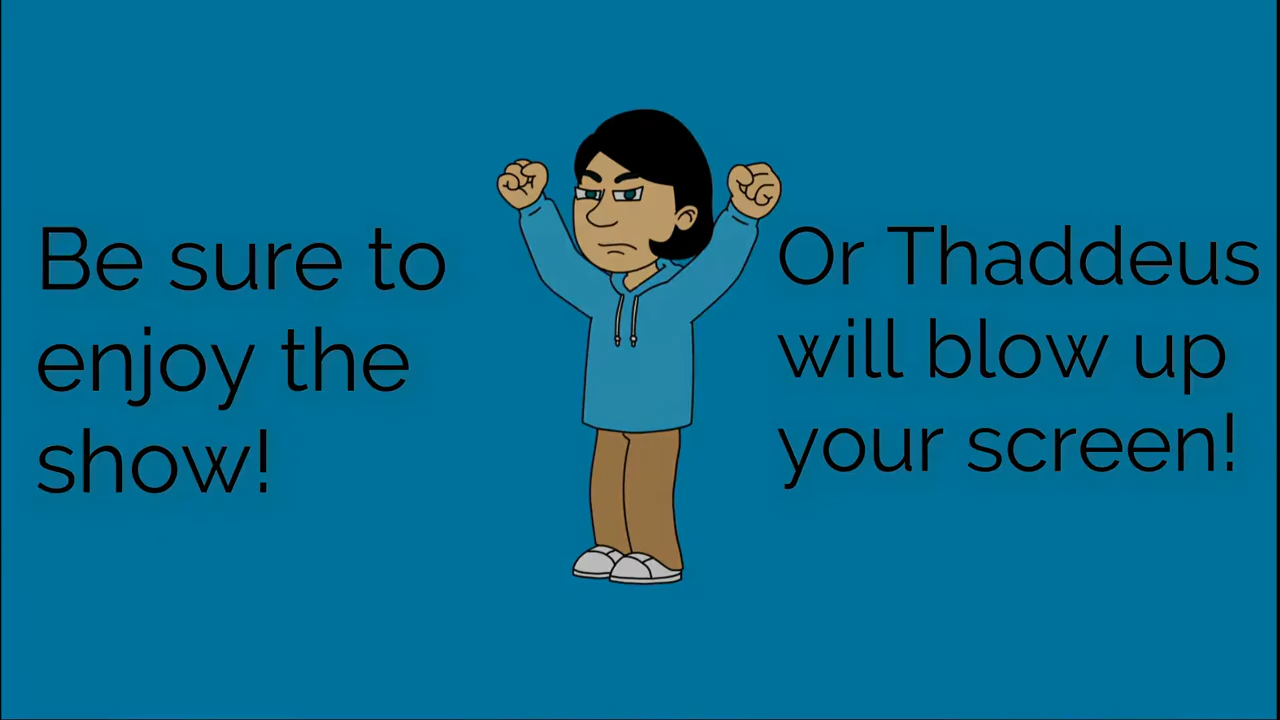 Be sure to
enjoy the
show!
Or Thaddeus
will blow up
your screen!